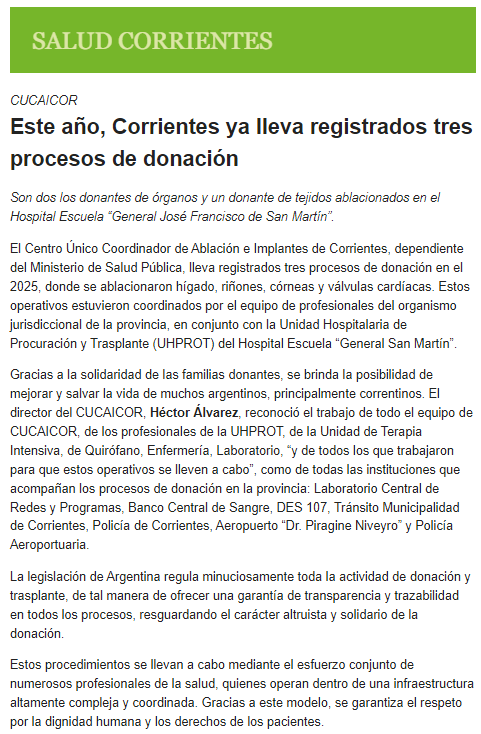 SALUD CORRIENTES
CUCAICOR
Este año, Corrientes ya lleva registrados tres
procesos de donación
Son dos los donantes de órganos y un donante de tejidos ablacionados en el
Hospital Escuela “General José Francisco de San Martín”.
El Centro Único Coordinador de Ablación e Implantes de Corrientes, dependiente
del Ministerio de Salud Pública, lleva registrados tres procesos de donación en el
2025, donde se ablacionaron hígado, riñones, córneas y válvulas cardíacas. Estos
operativos estuvieron coordinados por el equipo de profesionales del organismo
jurisdiccional de la provincia, en conjunto con la Unidad Hospitalaria de
Procuración y Trasplante (UHPROT) del Hospital Escuela “General San Martín”.
Gracias a la solidaridad de las familias donantes, se brinda la posibilidad de
mejorar y salvar la vida de muchos argentinos, principalmente correntinos. El
director del CUCAICOR, Héctor Álvarez, reconoció el trabajo de todo el equipo de
CUCAICOR, de los profesionales de la UHPROT, de la Unidad de Terapia
Intensiva, de Quirófano, Enfermería, Laboratorio, “y de todos los que trabajaron
para que estos operativos se lleven a cabo”, como de todas las instituciones que
acompañan los procesos de donación en la provincia: Laboratorio Central de
Redes y Programas, Banco Central de Sangre, DES 107, Tránsito Municipalidad
de Corrientes, Policía de Corrientes, Aeropuerto “Dr. Piragine Niveyro” y Policía
Aeroportuaria.
La legislación de Argentina regula minuciosamente toda la actividad de donación y
trasplante, de tal manera de ofrecer una garantía de transparencia y trazabilidad
en todos los procesos, resguardando el carácter altruista y solidario de la
donación.
Estos procedimientos se llevan a cabo mediante el esfuerzo conjunto de
numerosos profesionales de la salud, quienes operan dentro de una infraestructura
altamente compleja y coordinada. Gracias a este modelo, se garantiza el respeto
por la dignidad humana y los derechos de los pacientes.